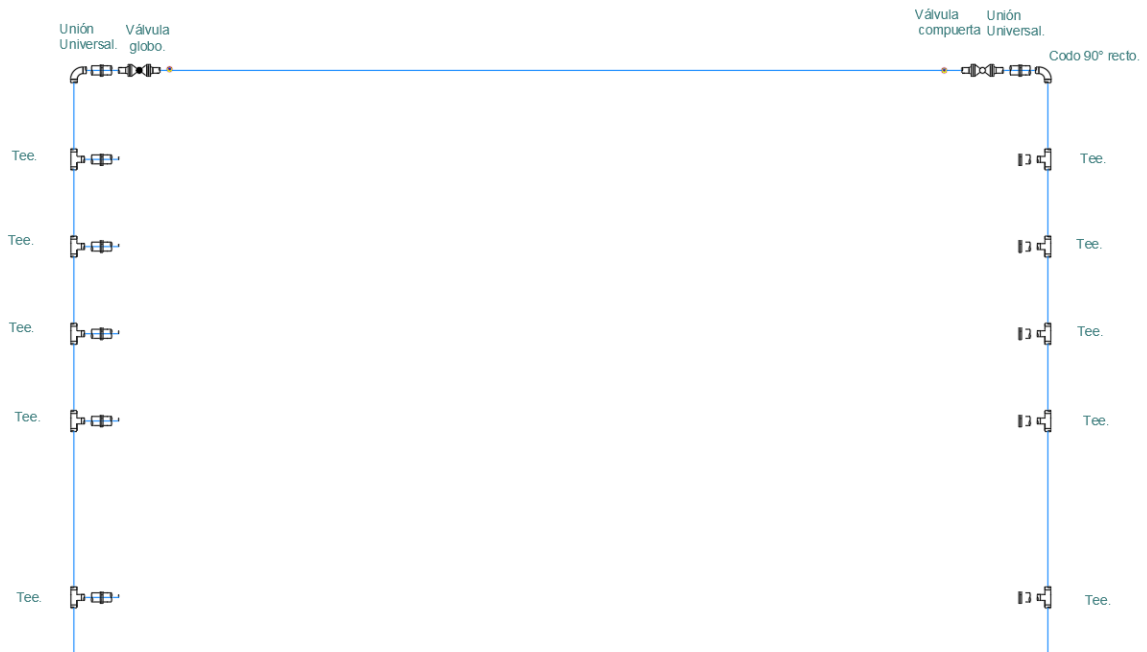 Unión
Universal.
Válvula
globo.
Válvula
compuerta
Unión
Universal.
Codo 90° recto.
Tee.
Tee.
Tee.
Tee.
Tee.
Tee.
Tee.
Tee.
Tee.
Tee.